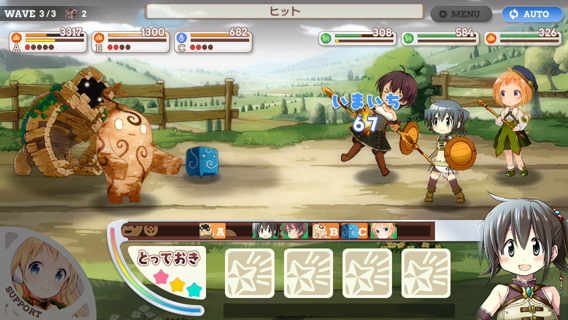 WAVE 3/3 2
ヒット
MENU
AUTO
3317
A
1300
B
682
C
308
584
326
いまいち
67
A
B
C
とっておき
SUPPORT